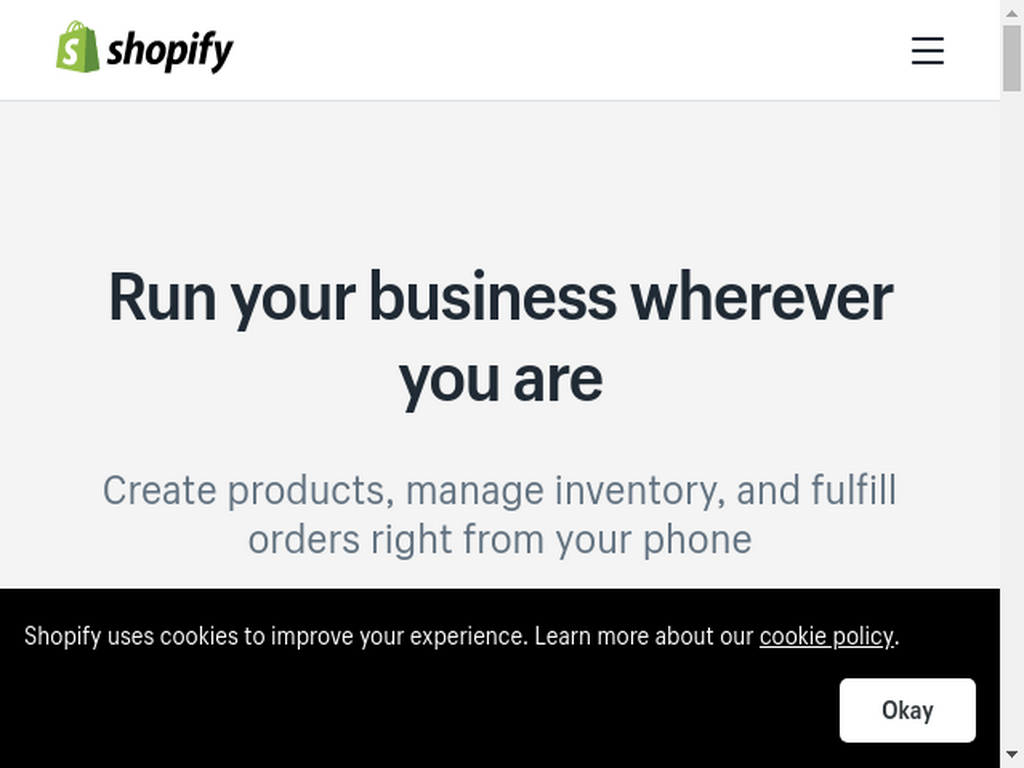 shopify
Run your business wherever
you are
Create products, manage inventory, and fulfill
orders right from your phone
Shopify uses cookies to improve your experience. Learn more about our cookie policy.
Okay